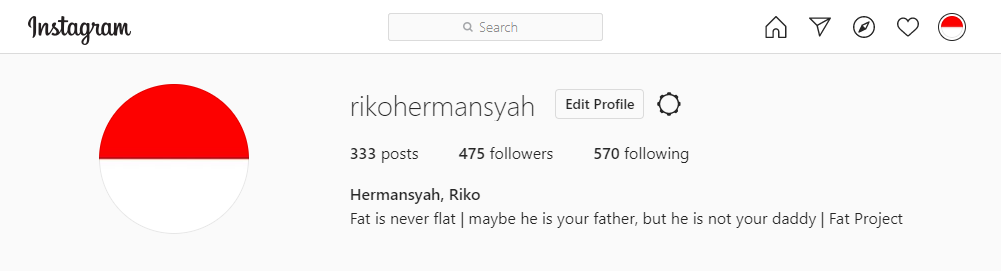 Instagram
Search
rikohermansyah Edit Profile
333 posts 475 followers 570 following
Hermansyah, Riko
Fat is never flat | maybe he is your father, but he is not your daddy | Fat Project